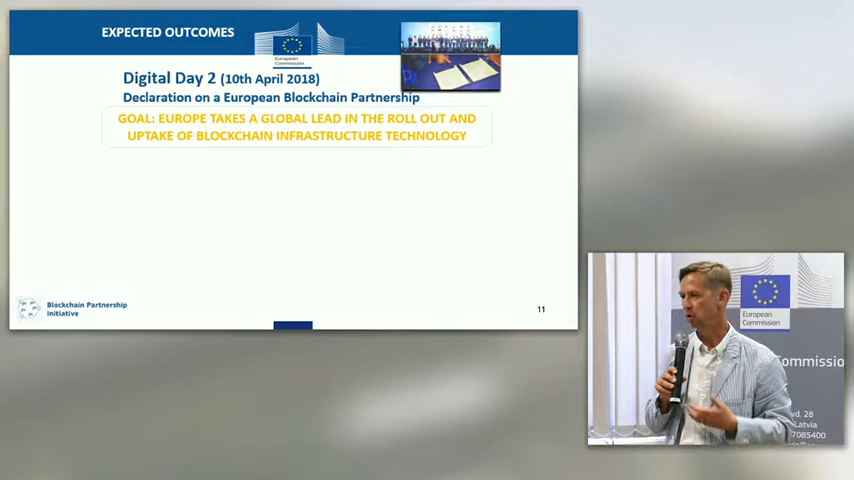 EXPECTED OUTCOMES
European
Commission
Digital Day 2 (10th April 2018)
Declaration on a European Blockchain Partnership
GOAL: EUROPE TAKES A GLOBAL LEAD IN THE ROLL OUT AND
UPTAKE OF BLOCKCHAIN INFRASTRUCTURE TECHNOLOGY
Blockchain Partnership
Initiative
11
European
Commission
Commissio
vd. 28
Latvia
7085400